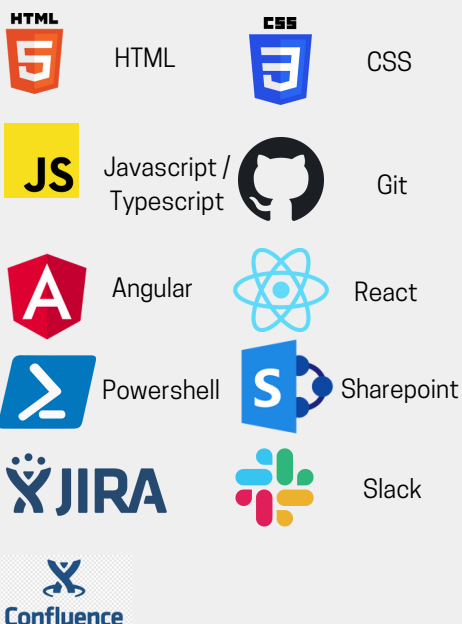 HTML
HTML
CSS
CSS
JS
Javascript /
Typescript
Git
A
Angular
React
Powershell
S
Sharepoint
JIRA
Slack
Confluence